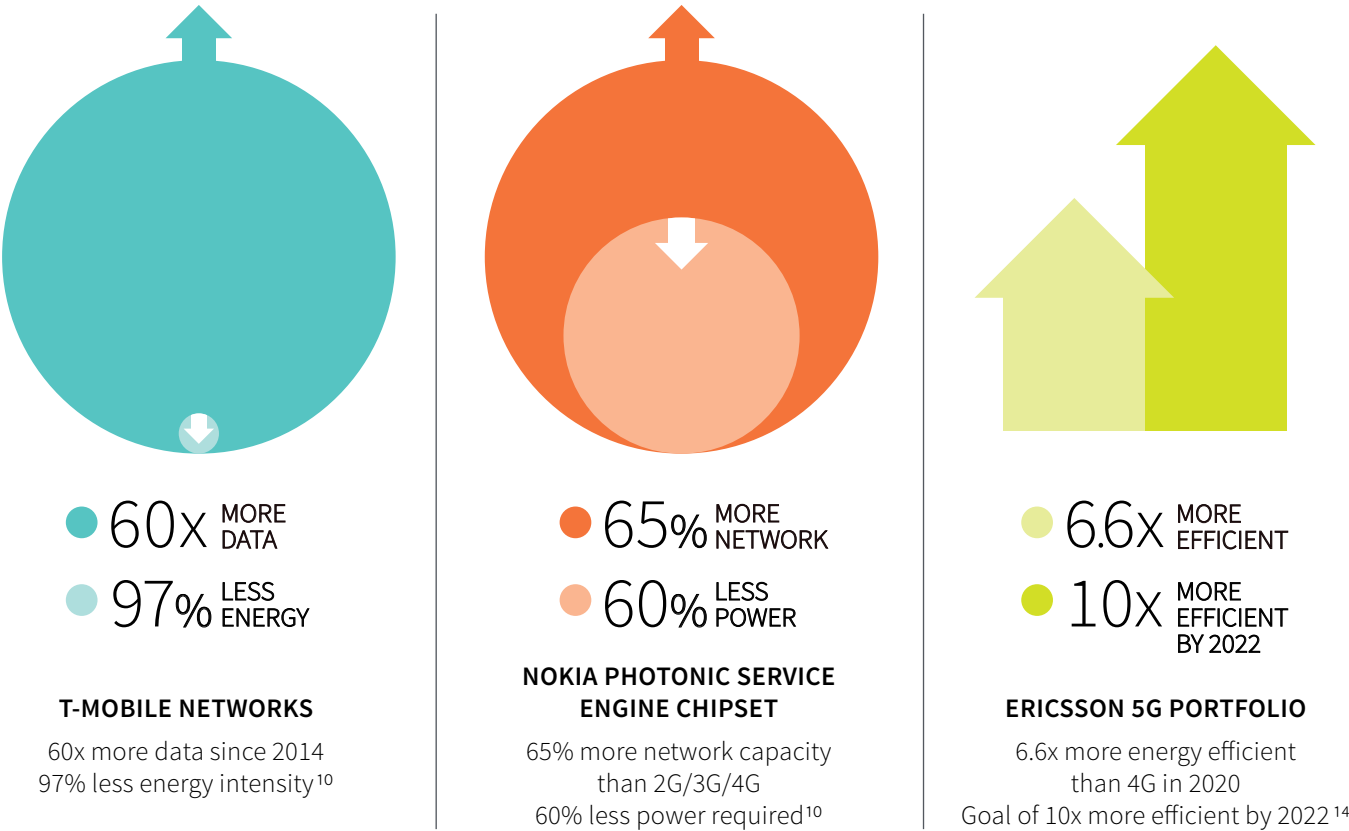 60x MORE
DATA
97% LESS
ENERGY
T-MOBILE NETWORKS
60x more data since 2014
97% less energy intensity¹⁰
65% MORE
NETWORK
60% LESS
POWER
NOKIA PHOTONIC SERVICE
ENGINE CHIPSET
65% more network capacity
than 2G/3G/4G
60% less power required¹⁰
6.6x MORE
EFFICIENT
10x MORE
EFFICIENT
BY 2022
ERICSSON 5G PORTFOLIO
6.6x more energy efficient
than 4G in 2020
Goal of 10x more efficient by 2022¹⁴